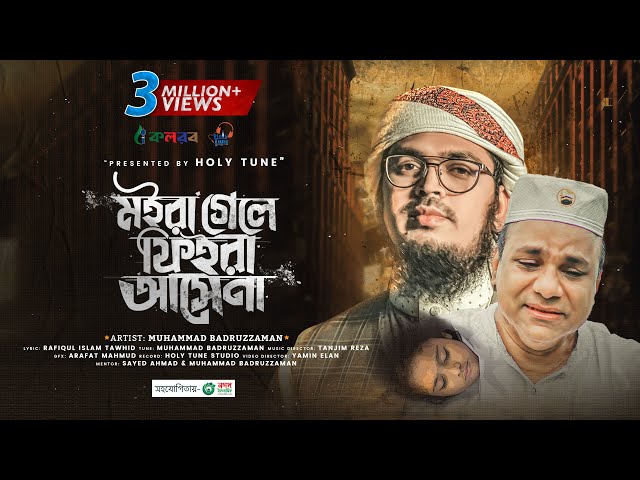 3 MILLION+
VIEWS
কলরব
"PRESENTED BY HOLY TUNE"
মইরা গেলে
ফিইরা
আসেনা
ARTIST: MUHAMMAD BADRUZZAMAN
LYRIC: RAFIQUL ISLAM TAWHID TUNE: MUHAMMAD BADRUZZAMAN MUSIC DIRECTOR: TANJIM REZA
GFX: ARAFAT MAHMUD RECORD: HOLY TUNE STUDIO VIDEO DIRECTOR: YAMIN ELAN
MENTOR: SAYED AHMAD & MUHAMMAD BADRUZZAMAN
সহযোগিতায়-